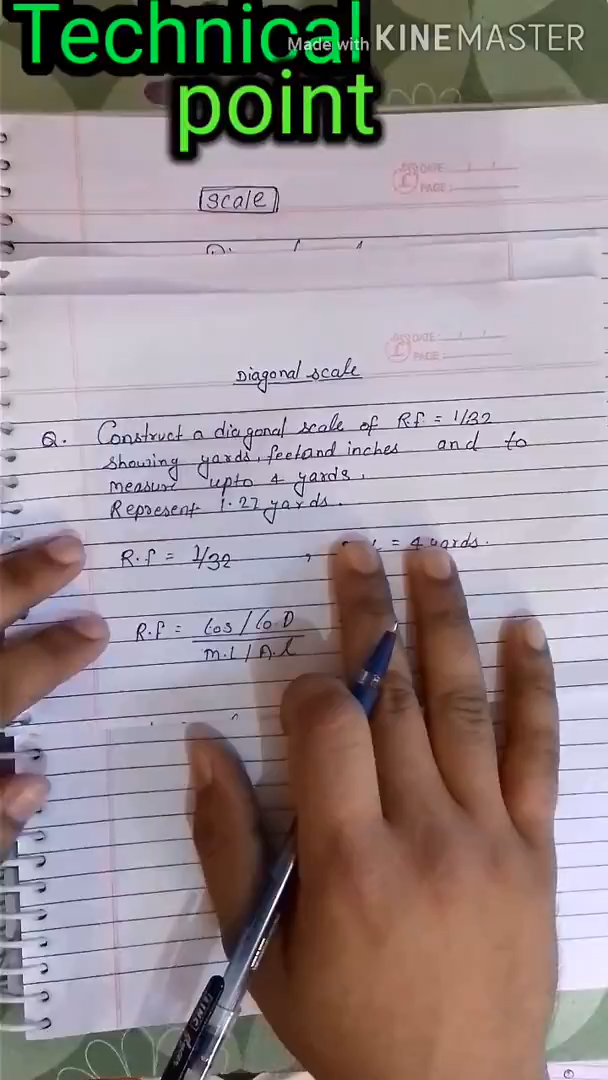 Technical
point
Made with KINEMASTER
DATE:
PAGE:
Scale
DATE:
PAGE:
Diagonal scale
Q. Construct a diagonal scale of R.f = 1/32
showing yards, feet and inches and to
measure upto 4 yards.
Represent 1.27 yards.
R.f = 1/32 , = 4 yards.
R.f = Los / Lo.D
M.L / A.L